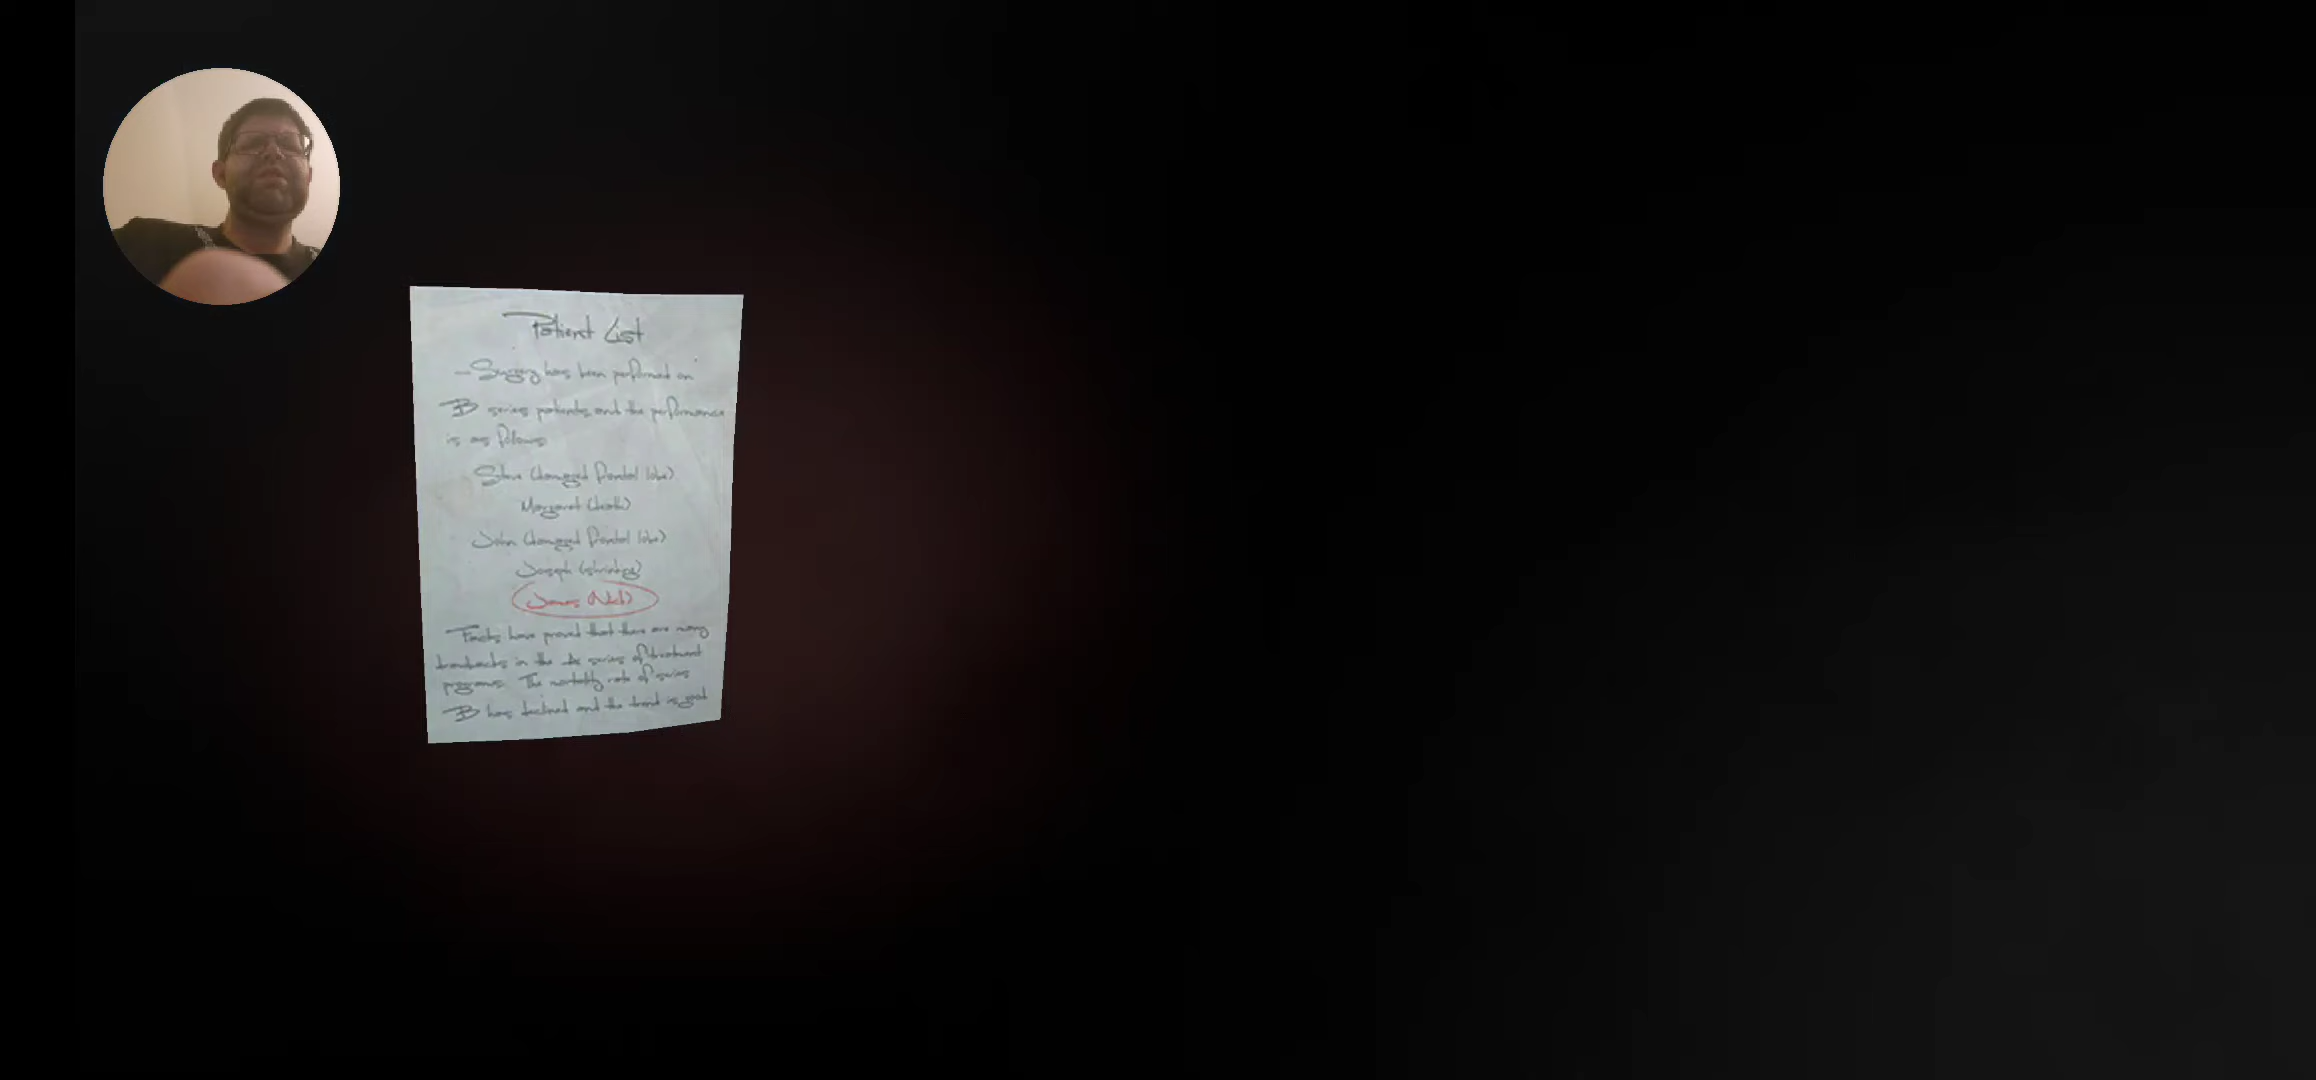 Patient List
—Surgery has been performed on
B series patients, and the performance
is as follows
Steve (damaged frontal lobe)
Margaret (death)
John (damaged frontal lobe)
Joseph (shrinking)
James
Facts have proved that there are many
drawbacks in the series of treatment
programs. The mortality rate of series
B has declined and the trend is good